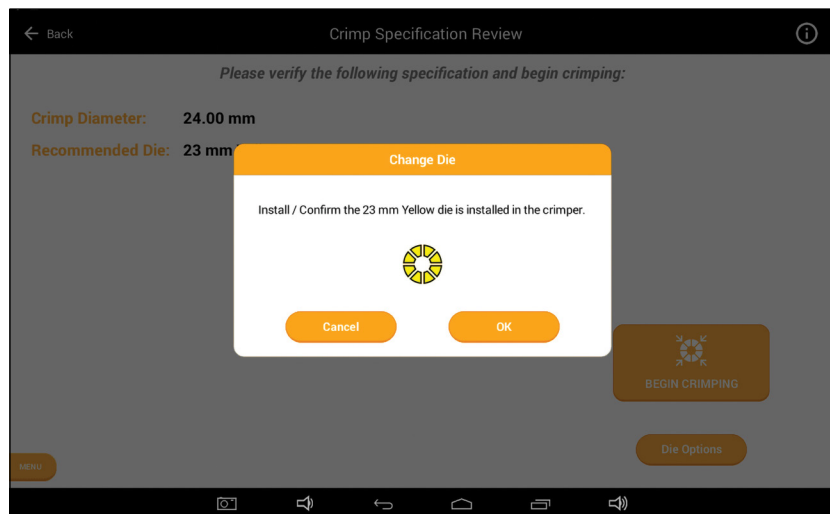 Back
Crimp Specification Review
Please verify the following specification and begin crimping:
Crimp Diameter: 24.00 mm
Recommended Die: 23 mm
Change Die
Install / Confirm the 23 mm Yellow die is installed in the crimper.
Cancel
OK
BEGIN CRIMPING
Die Options
MENU